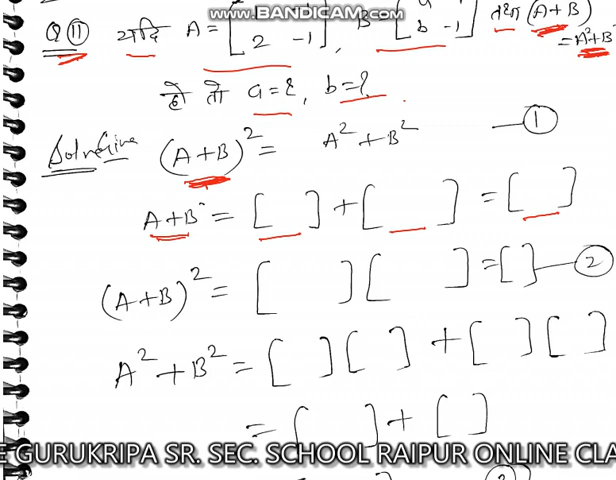 www.BANDICAM.com
Q 11 यदि A = [ 2 -1 ], B = [ a b -1 ] तथा (A+B)
= A²+B²
हो तो a=?, b=?
Solution (A+B)² = A² + B² —①
A+B = [ ] + [ ] = [ ]
(A+B)² = [ ] [ ] = [ ] —②
A² + B² = [ ] [ ] + [ ] [ ]
= [ ] + [ ]
E GURUKRIPA SR. SEC. SCHOOL RAIPUR ONLINE CLA